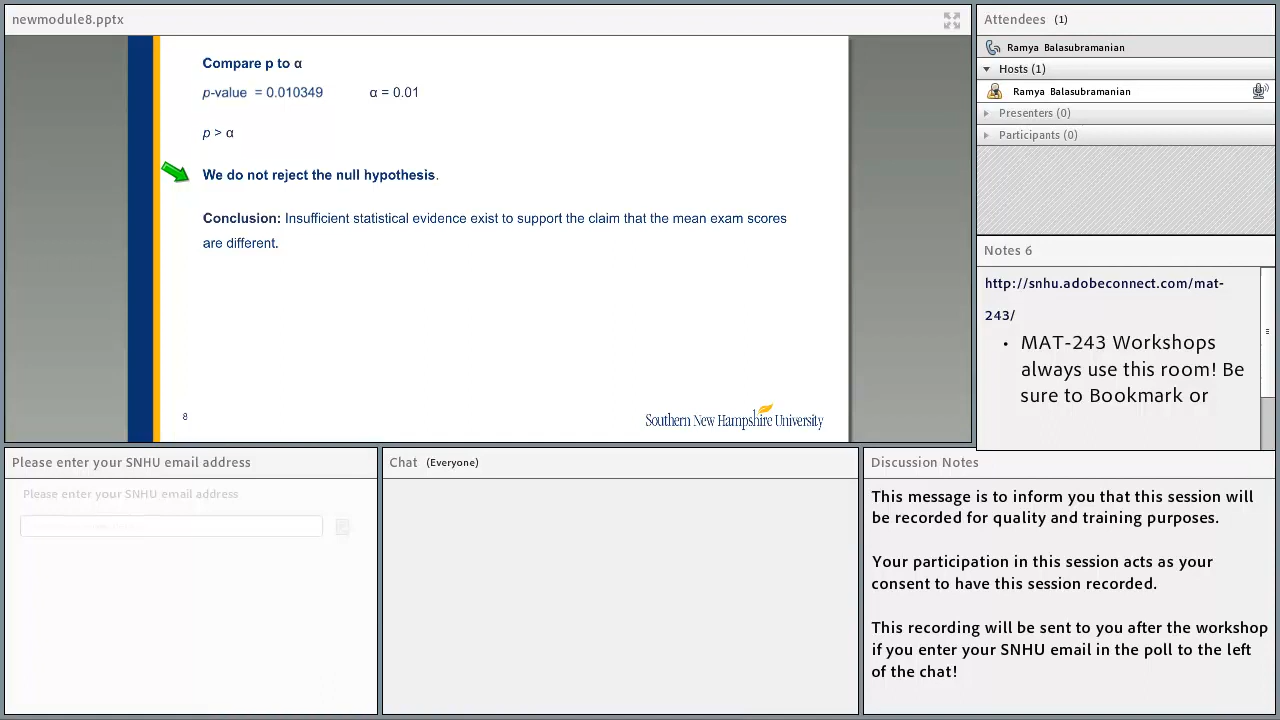 newmodule8.pptx
Compare p to α
p-value = 0.010349 α = 0.01
p > α
We do not reject the null hypothesis.
Conclusion: Insufficient statistical evidence exist to support the claim that the mean exam scores
are different.
8
Southern New Hampshire University
Attendees (1)
Ramya Balasubramanian
Hosts (1)
Ramya Balasubramanian
Presenters (0)
Participants (0)
Notes 6
http://snhu.adobeconnect.com/mat-
243/
• MAT-243 Workshops
always use this room! Be
sure to Bookmark or
Please enter your SNHU email address
Please enter your SNHU email address
Chat (Everyone)
Discussion Notes
This message is to inform you that this session will
be recorded for quality and training purposes.
Your participation in this session acts as your
consent to have this session recorded.
This recording will be sent to you after the workshop
if you enter your SNHU email in the poll to the left
of the chat!